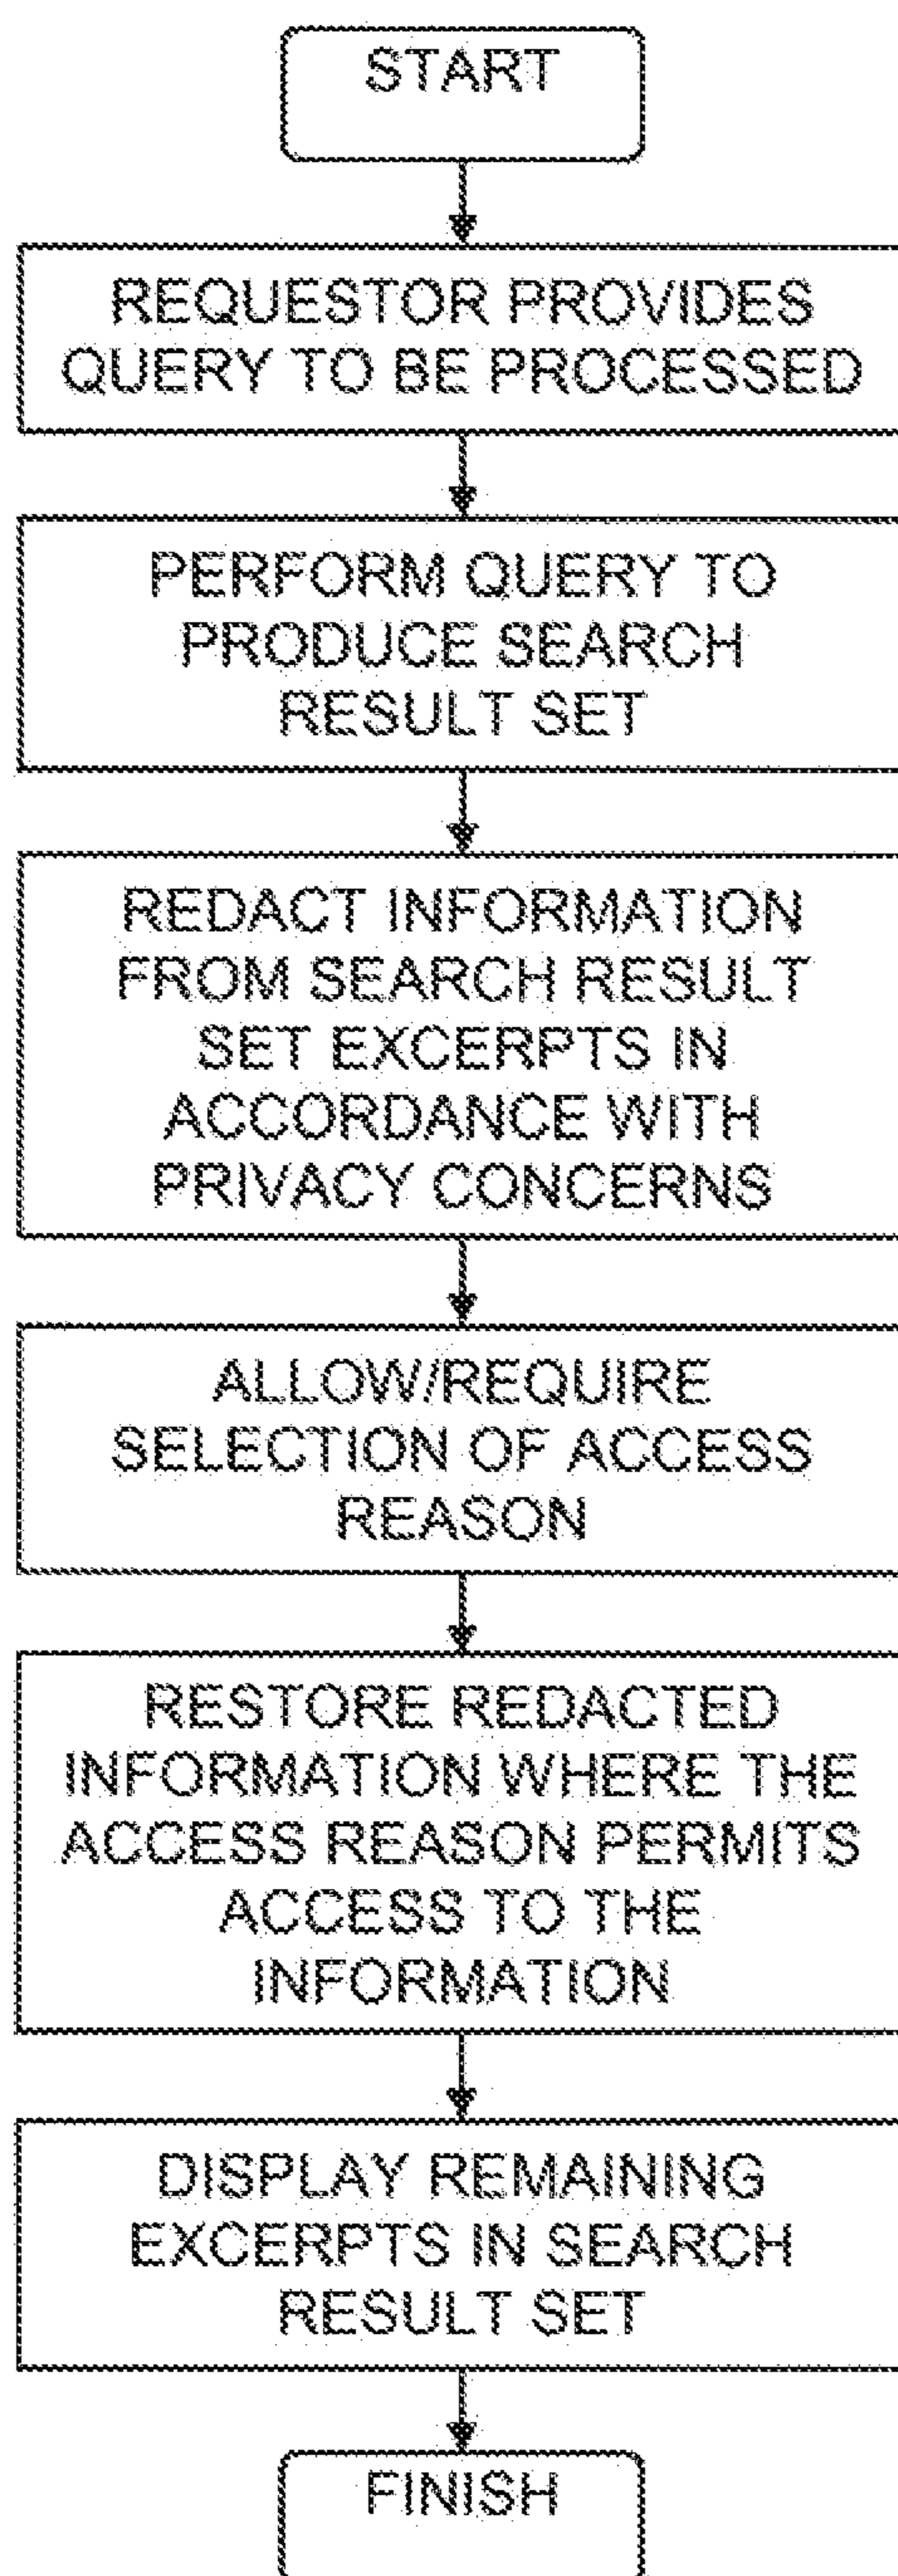 START
REQUESTOR PROVIDES
QUERY TO BE PROCESSED
PERFORM QUERY TO
PRODUCE SEARCH
RESULT SET
REDACT INFORMATION
FROM SEARCH RESULT
SET EXCERPTS IN
ACCORDANCE WITH
PRIVACY CONCERNS
ALLOW/REQUIRE
SELECTION OF ACCESS
REASON
RESTORE REDACTED
INFORMATION WHERE THE
ACCESS REASON PERMITS
ACCESS TO THE
INFORMATION
DISPLAY REMAINING
EXCERPTS IN SEARCH
RESULT SET
FINISH